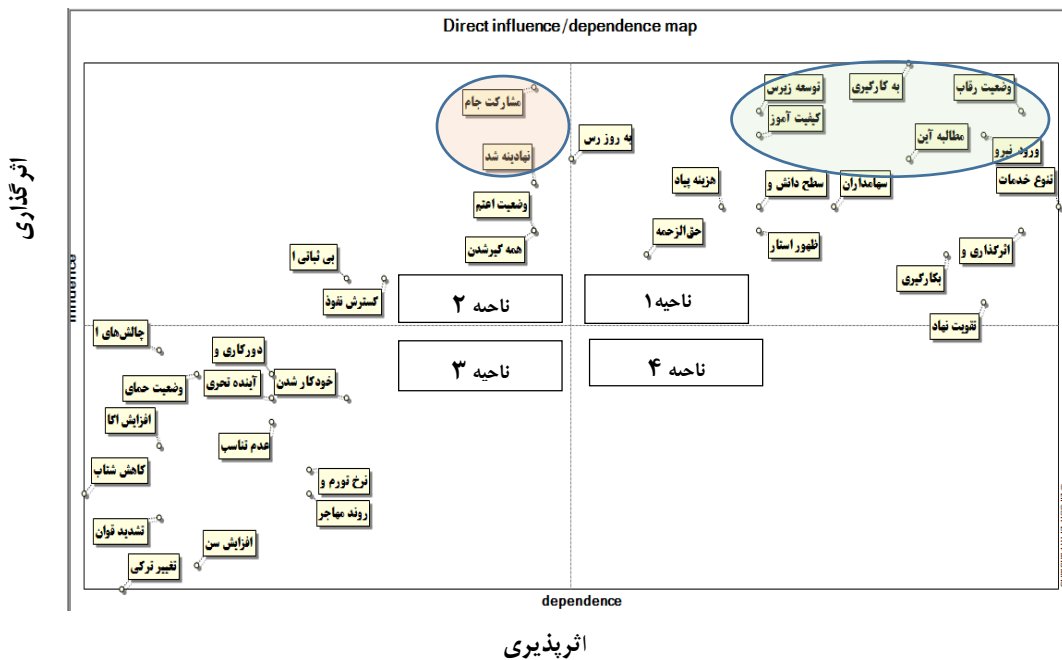 Direct influence/dependence map
وضعیت رقاب
به کارگیری
توسعه زیرس
مشارکت جام
کیفیت آموز
مطالبه آین
ورود نیرو
به روز رس
نهادینه شد
تنوع خدمات
سهامداران
سطح دانش و
هزینه پیاد
وضعیت اعتم
حق‌الزحمه
ظهور استار
همه گیرشدن
اثرگذاری و
بی ثباتی ا
بکارگیری
گسترش نفوذ
تقویت نهاد
ناحیه۱
ناحیه ۲
اثرگذاری
influence
چالش‌های ا
دورکاری و
ناحیه ۳
ناحیه ۴
وضعیت حمای
آینده تحری
خودکار شدن
افزایش اگا
عدم تناسب
کاهش شتاب
نرخ تورم و
روند مهاجر
تشدید قوان
افزایش سن
تغییر ترکی
dependence
اثرپذیری